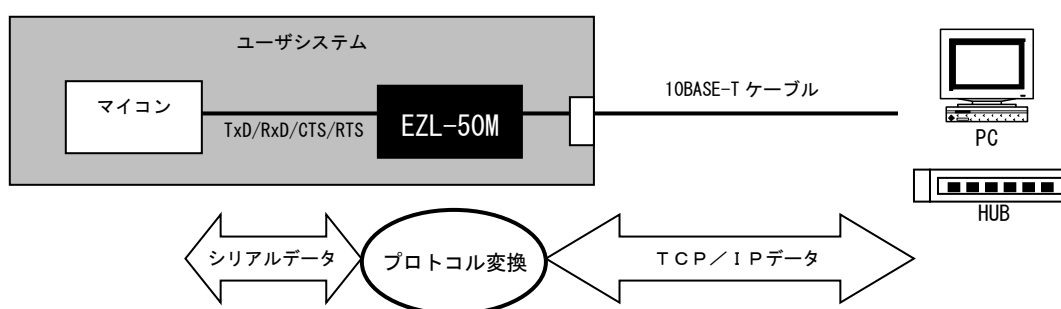 ユーザシステム
マイコン
TxD/RxD/CTS/RTS
EZL-50M
10BASE-T ケーブル
PC
HUB
シリアルデータ
プロトコル変換
ＴＣＰ／ＩＰデータ